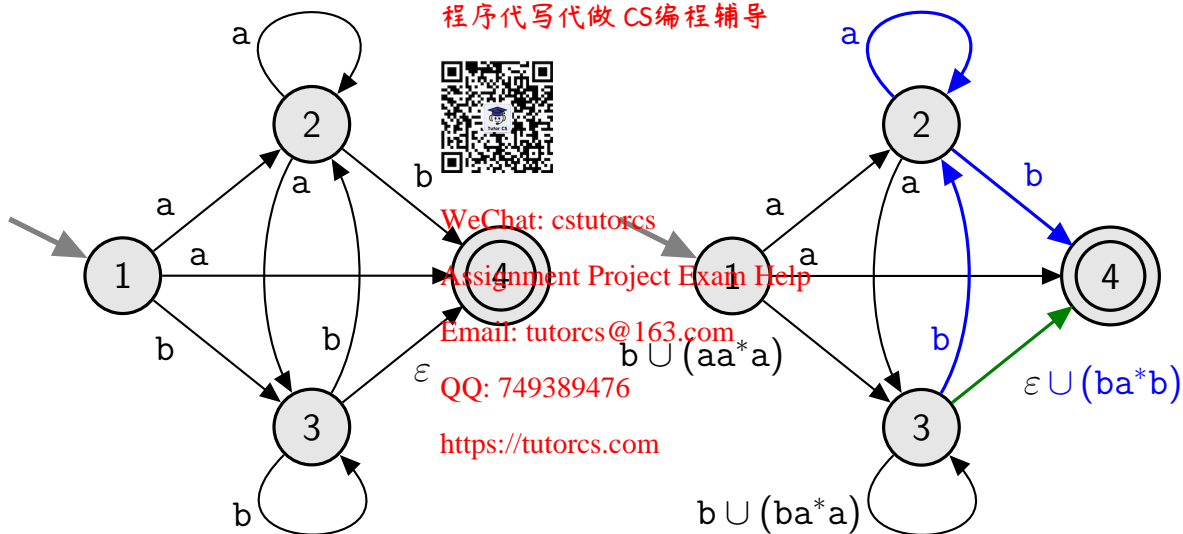 程序代写代做 CS编程辅导
Tutor CS
a
2
a
b
a
1
a
4
b
b
ε
3
b
WeChat: cstutorcs
Assignment Project Exam Help
Email: tutorcs@163.com
QQ: 749389476
https://tutorcs.com
a
2
a
b
a
1
a
4
b
b ∪ (aa*a)
ε ∪ (ba*b)
3
b ∪ (ba*a)